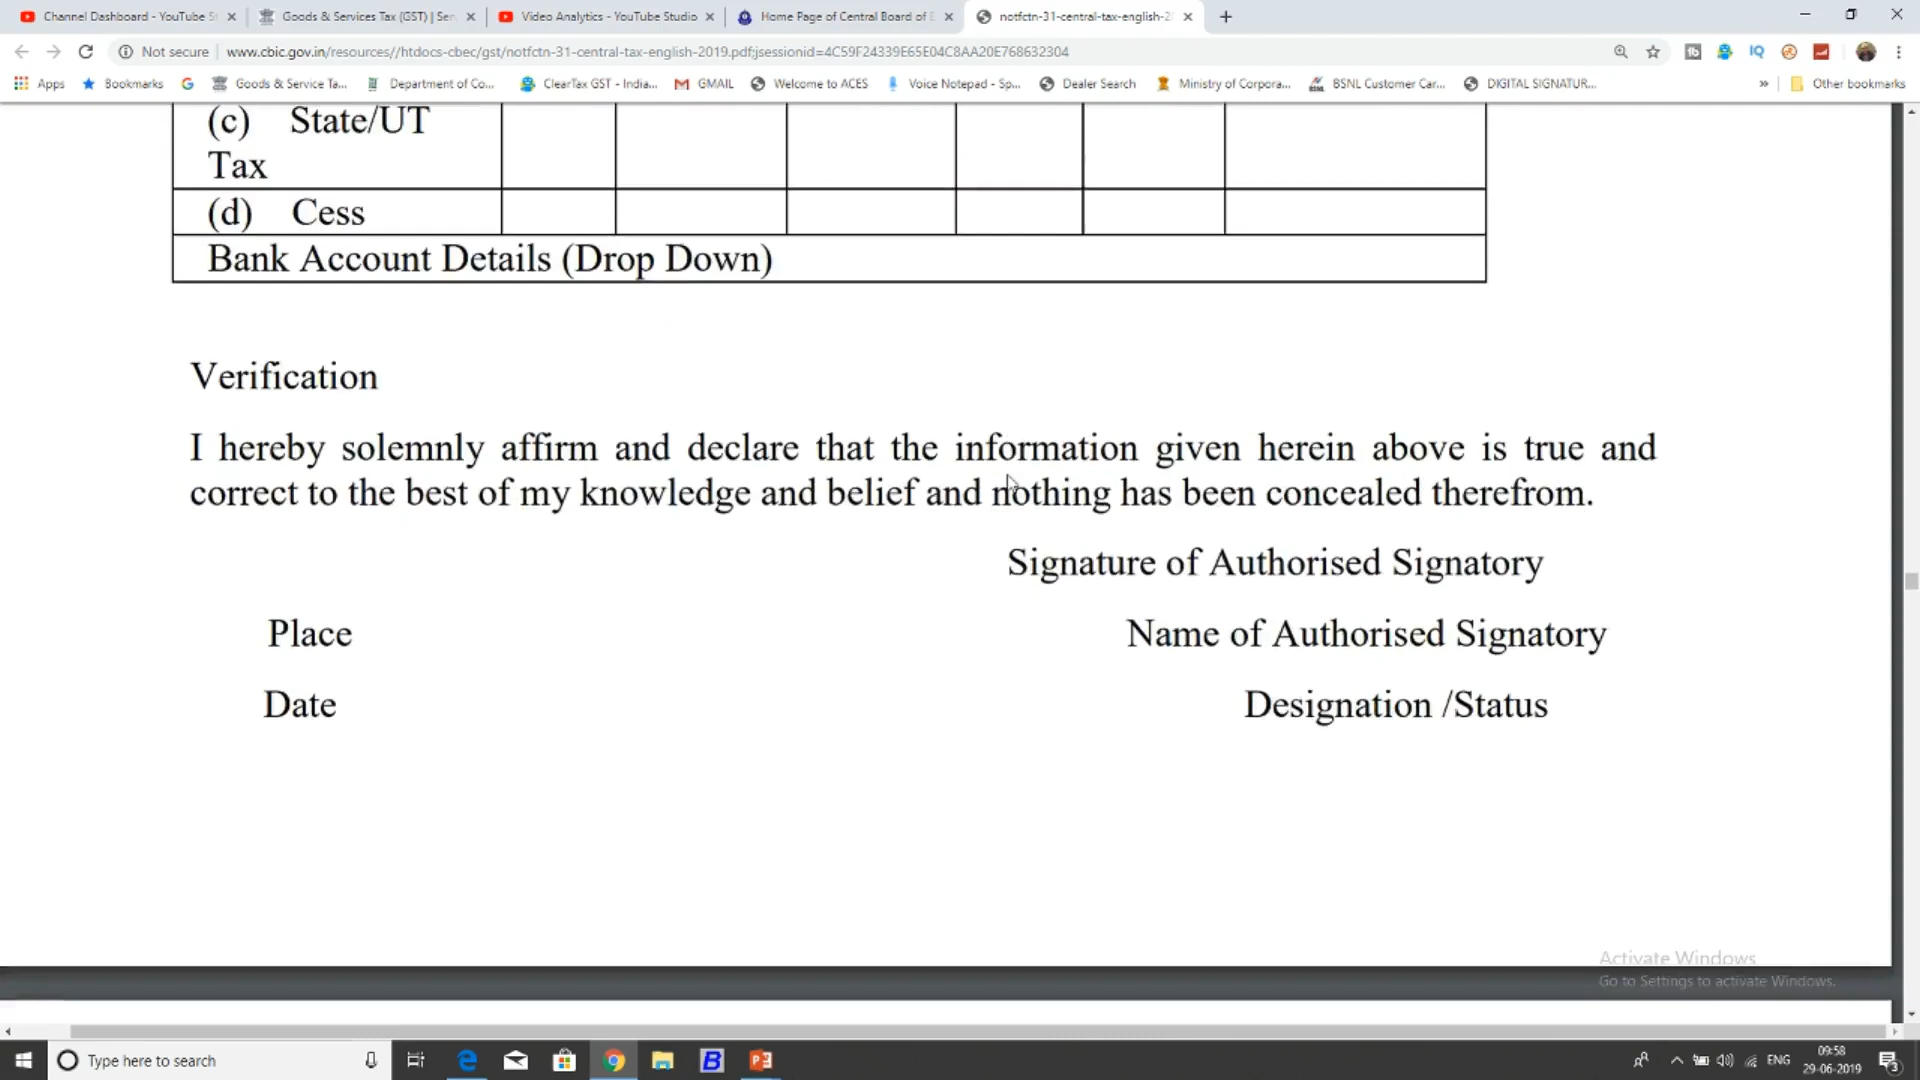 Channel Dashboard - YouTube S
Goods & Services Tax (GST) | Ser
Video Analytics - YouTube Studio
Home Page of Central Board of E
notfctn-31-central-tax-english-2
Not secure | www.cbic.gov.in/resources//htdocs-cbec/gst/notfctn-31-central-tax-english-2019.pdf;jsessionid=4C59F24339E65E04C8AA20E768632304
Apps Bookmarks Goods & Service Ta... Department of Co... ClearTax GST - India... GMAIL Welcome to ACES Voice Notepad - Sp... Dealer Search Ministry of Corpora... BSNL Customer Car... DIGITAL SIGNATUR... » Other bookmarks
(c) State/UT
Tax
(d) Cess
Bank Account Details (Drop Down)
Verification
I hereby solemnly affirm and declare that the information given herein above is true and
correct to the best of my knowledge and belief and nothing has been concealed therefrom.
Signature of Authorised Signatory
Place Name of Authorised Signatory
Date Designation /Status
Activate Windows
Go to Settings to activate Windows.
Type here to search
ENG
09:58
29-06-2019